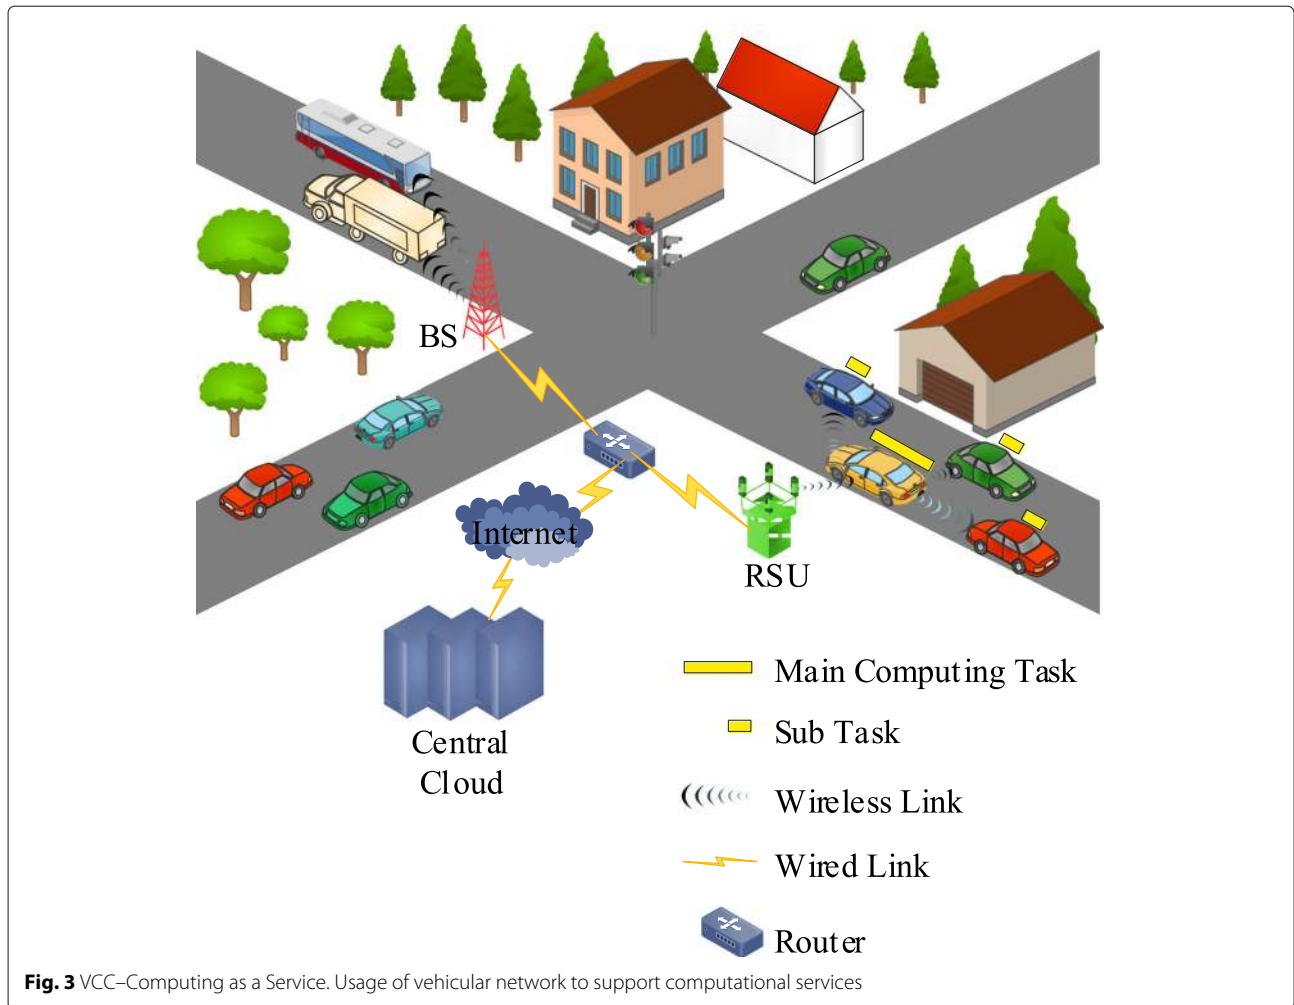 BS
Internet
RSU
Central
Cloud
Main Computing Task
Sub Task
Wireless Link
Wired Link
Router
Fig. 3 VCC–Computing as a Service. Usage of vehicular network to support computational services